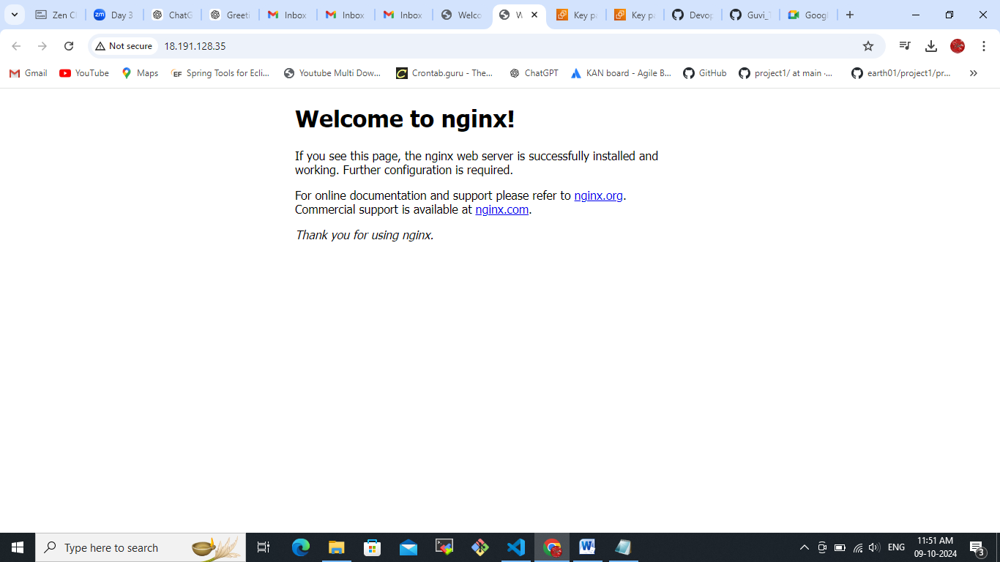 Zen Cl
Day 3
ChatG
Greeti
Inbox
Inbox
Inbox
Welco
W
Key pa
Key pa
Devop
Guvi_
Googl
Not secure
18.191.128.35
Gmail
YouTube
Maps
Spring Tools for Ecli...
Youtube Multi Dow...
Crontab.guru - The...
ChatGPT
KAN board - Agile B...
GitHub
project1/ at main ·...
earth01/project1/pr...
Welcome to nginx!
If you see this page, the nginx web server is successfully installed and
working. Further configuration is required.
For online documentation and support please refer to nginx.org.
Commercial support is available at nginx.com.
Thank you for using nginx.
Type here to search
ENG
11:51 AM
09-10-2024
3